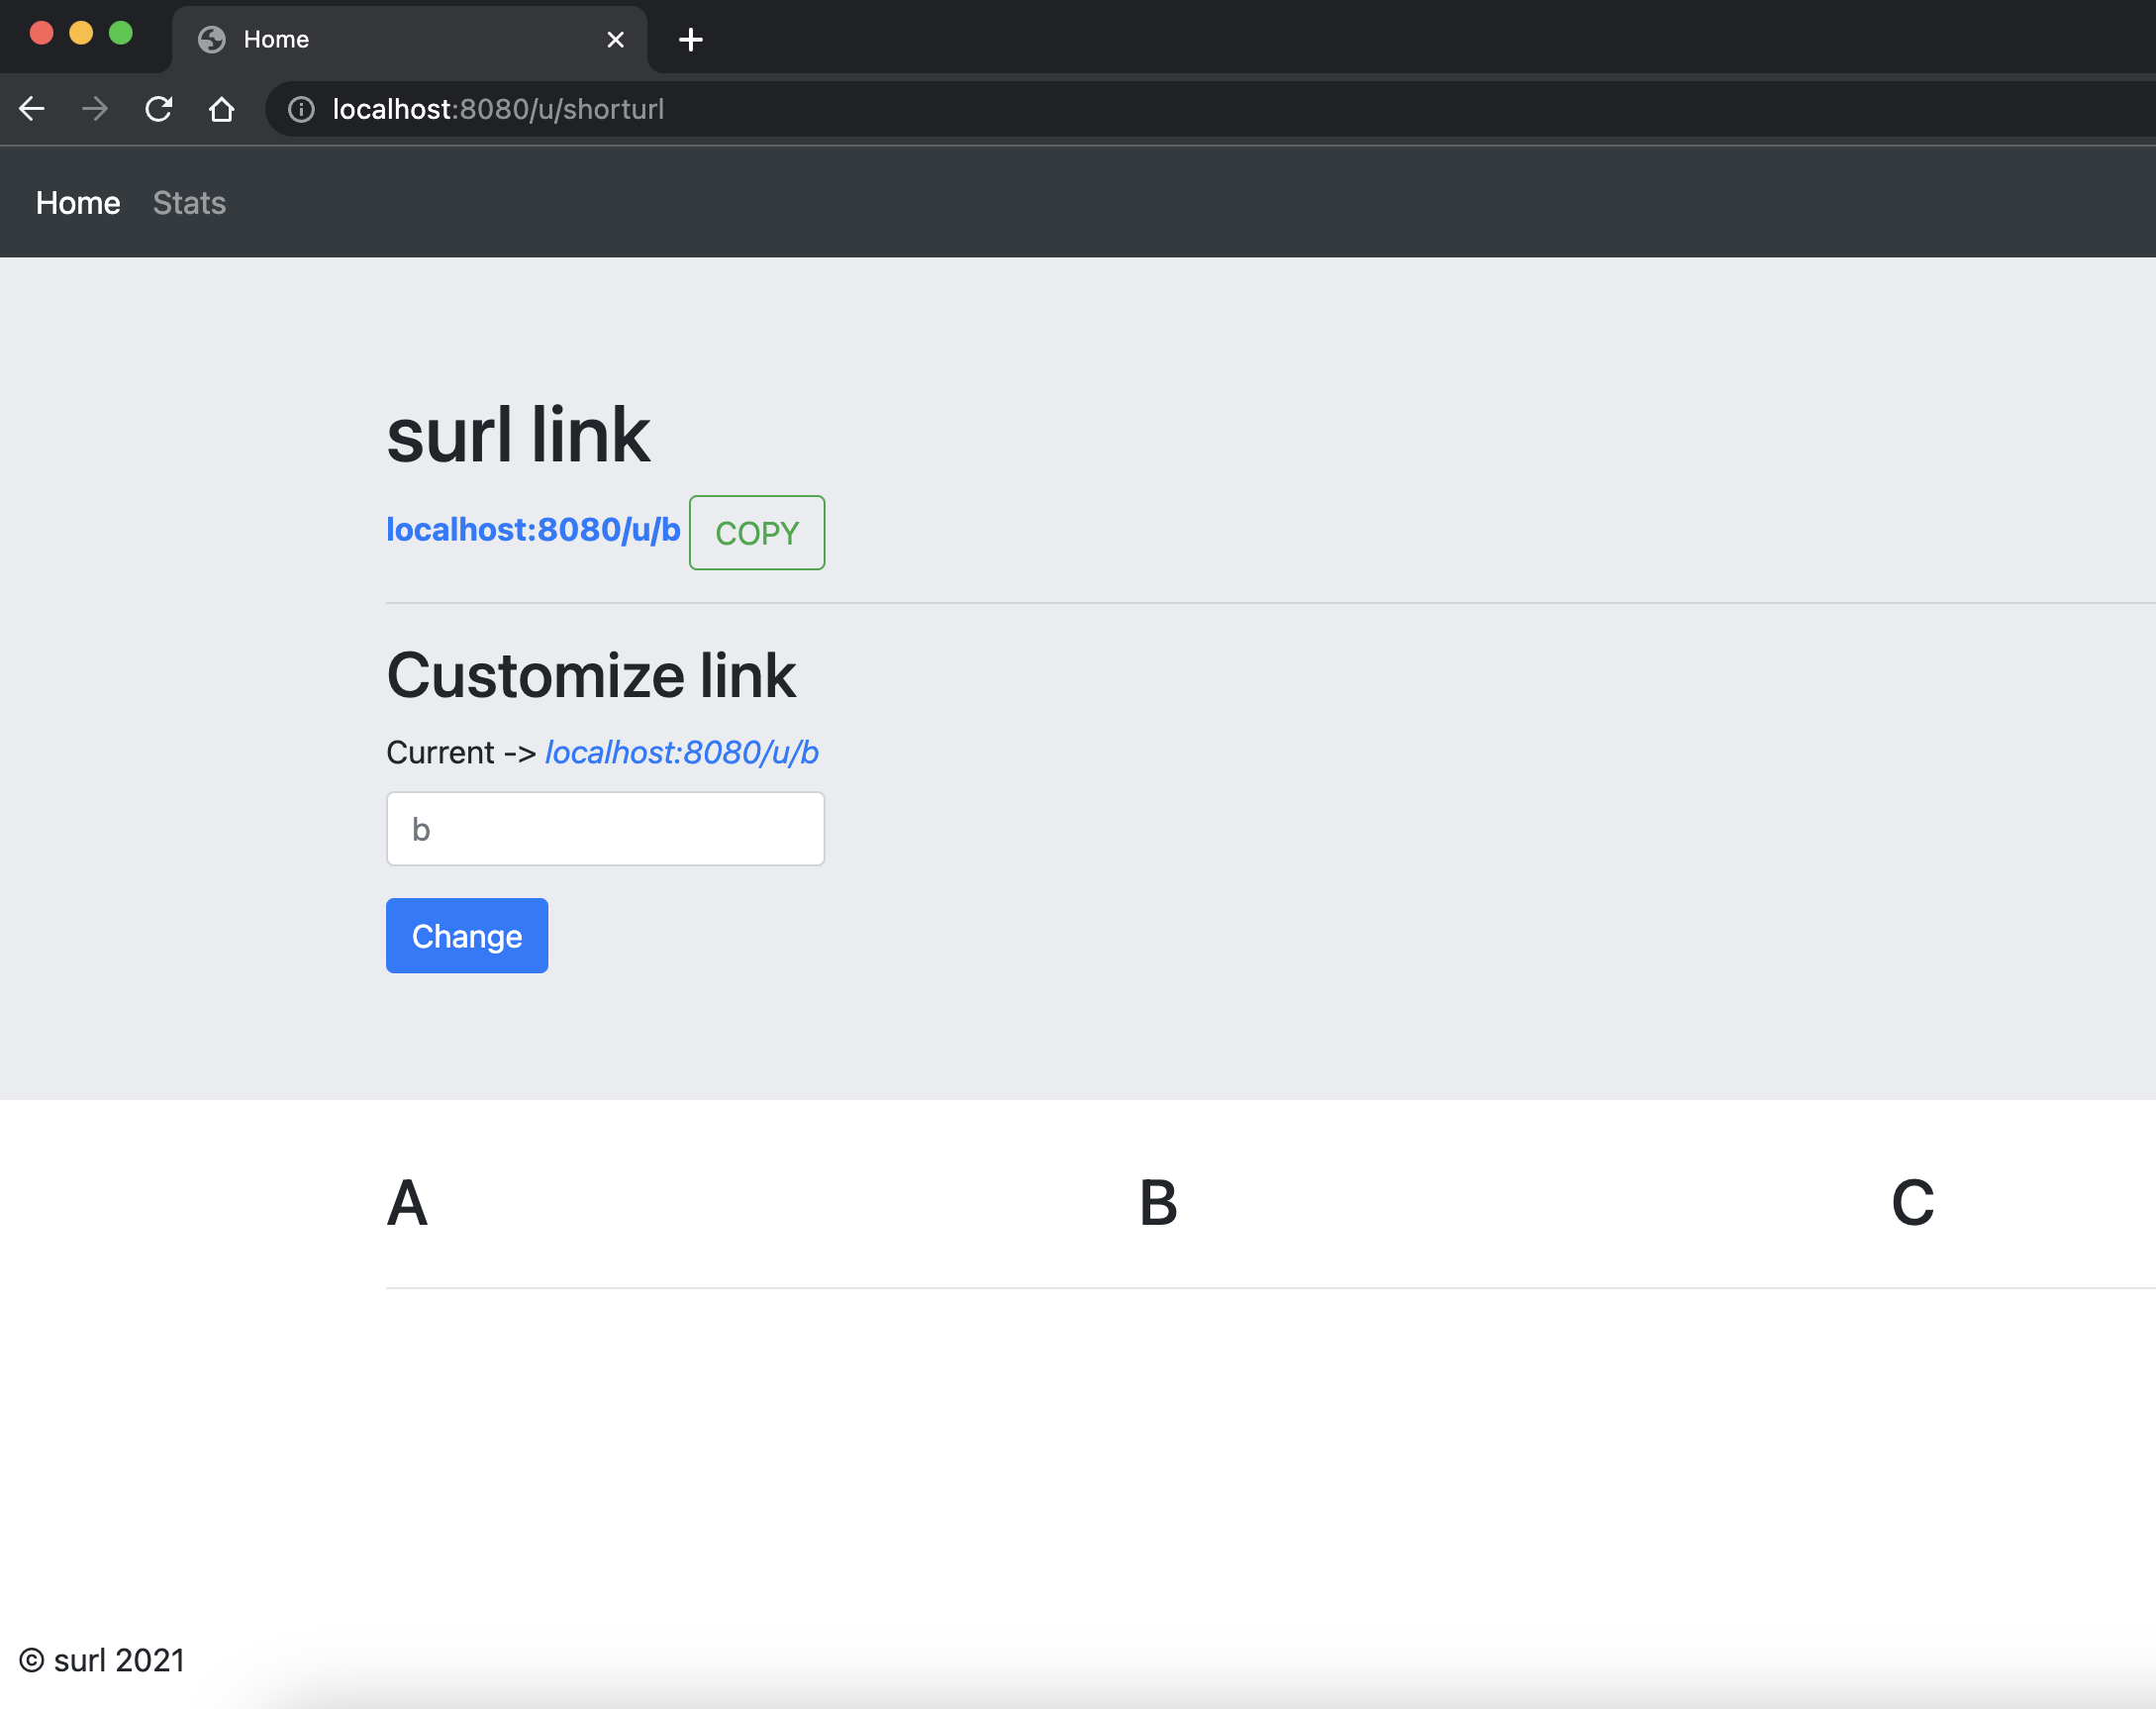 Home
localhost:8080/u/shorturl
Home Stats
surl link
localhost:8080/u/b COPY
Customize link
Current -> localhost:8080/u/b
b
Change
A B C
© surl 2021